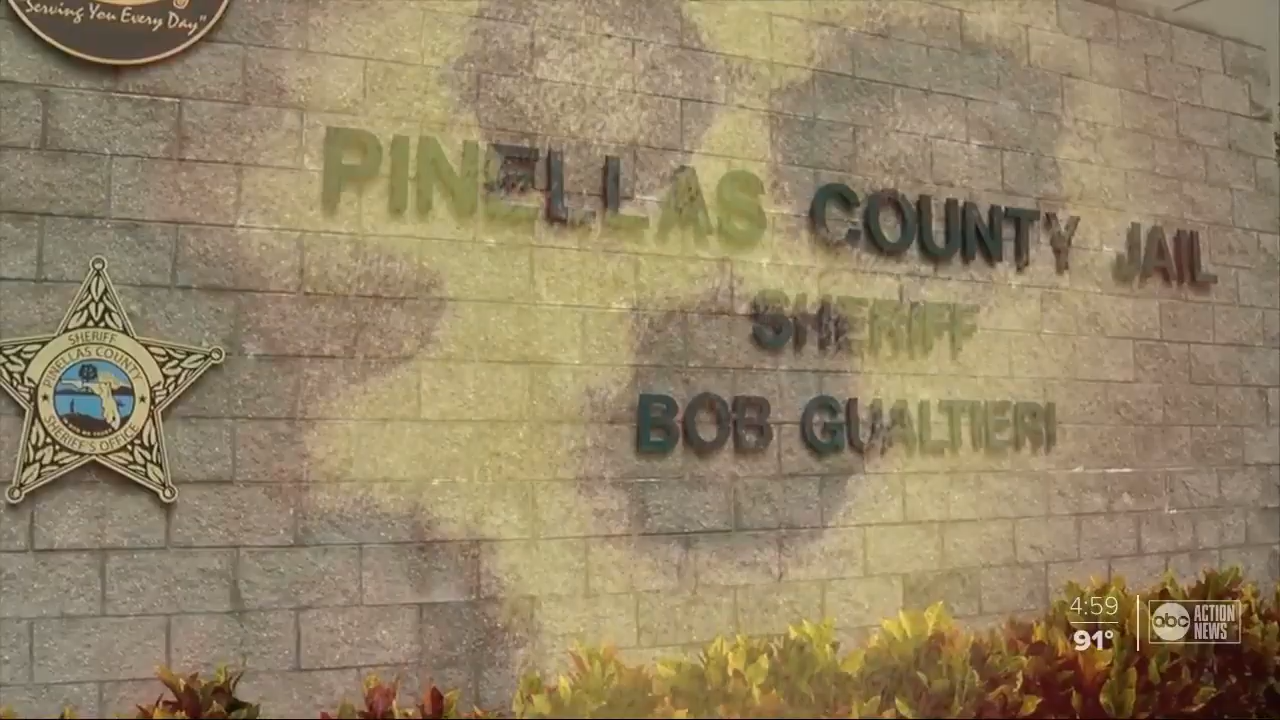 Serving You Every Day"
PINELLAS COUNTY JAIL
SHERIFF
BOB GUALTIERI
SHERIFF
PINELLAS COUNTY
SHERIFF'S OFFICE
4:59
91°
abc ACTION
NEWS